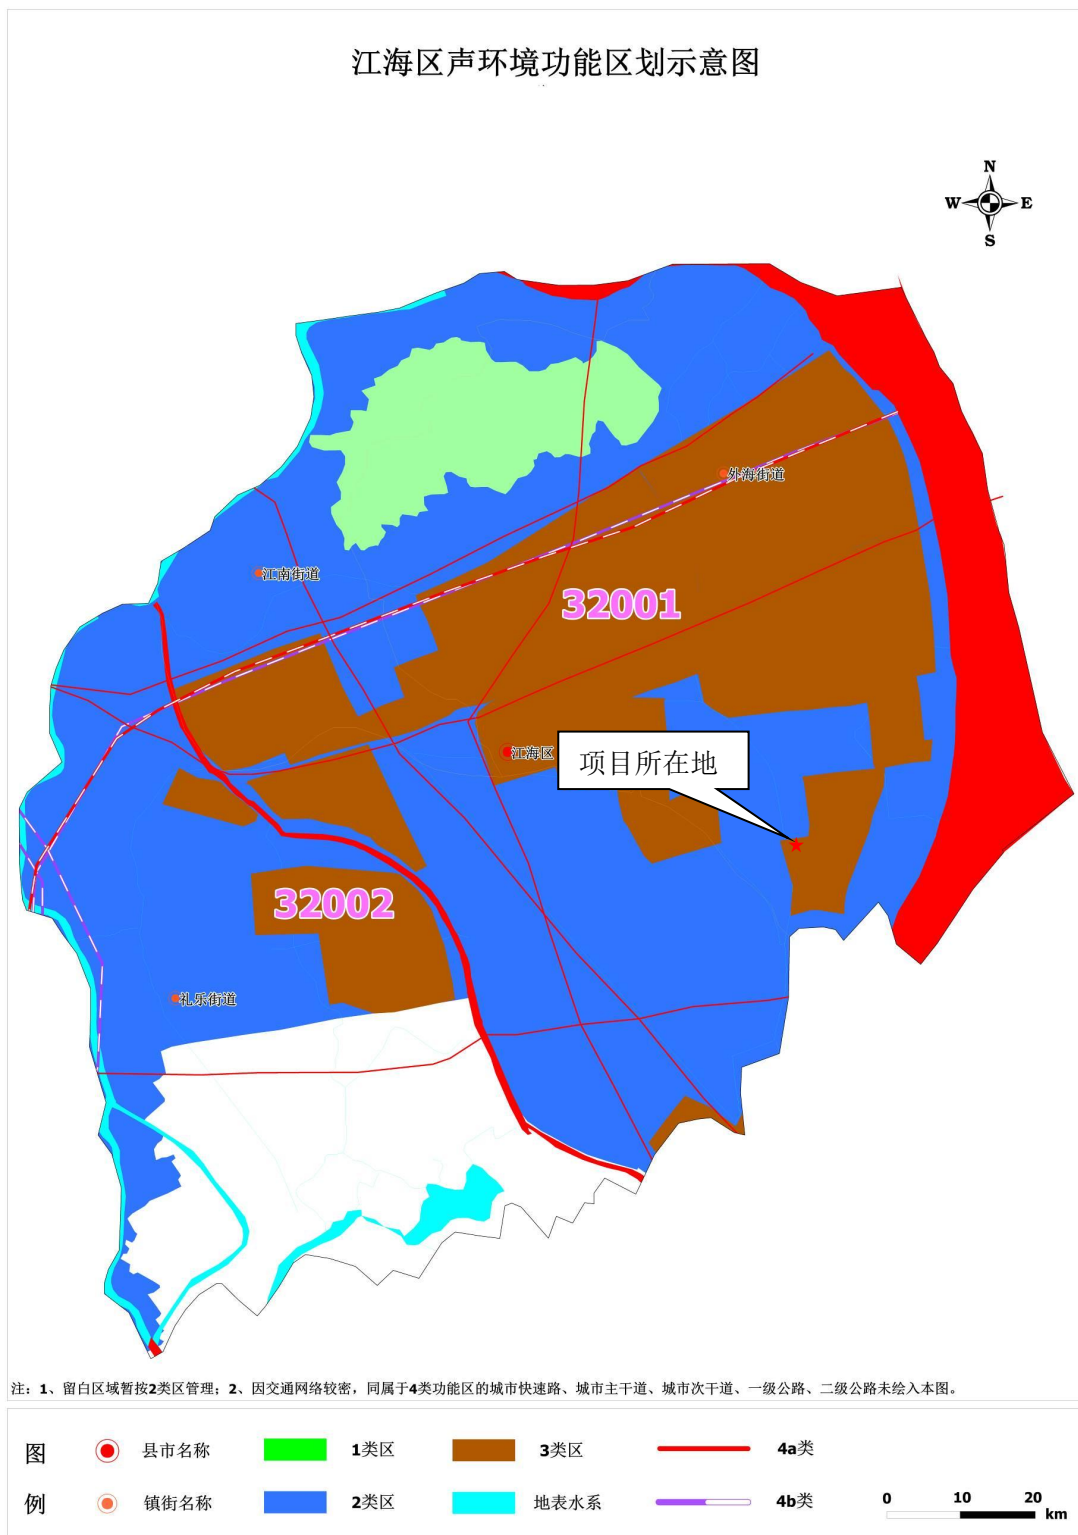 江海区声环境功能区划示意图
N
W E
S
外海街道
江南街道
32001
江海区
项目所在地
32002
礼乐街道
注：1、留白区域暂按2类区管理；2、因交通网络较密，同属于4类功能区的城市快速路、城市主干道、城市次干道、一级公路、二级公路未绘入本图。
图 县市名称 1类区 3类区 4a类
例 镇街名称 2类区 地表水系 4b类
0 10 20
km